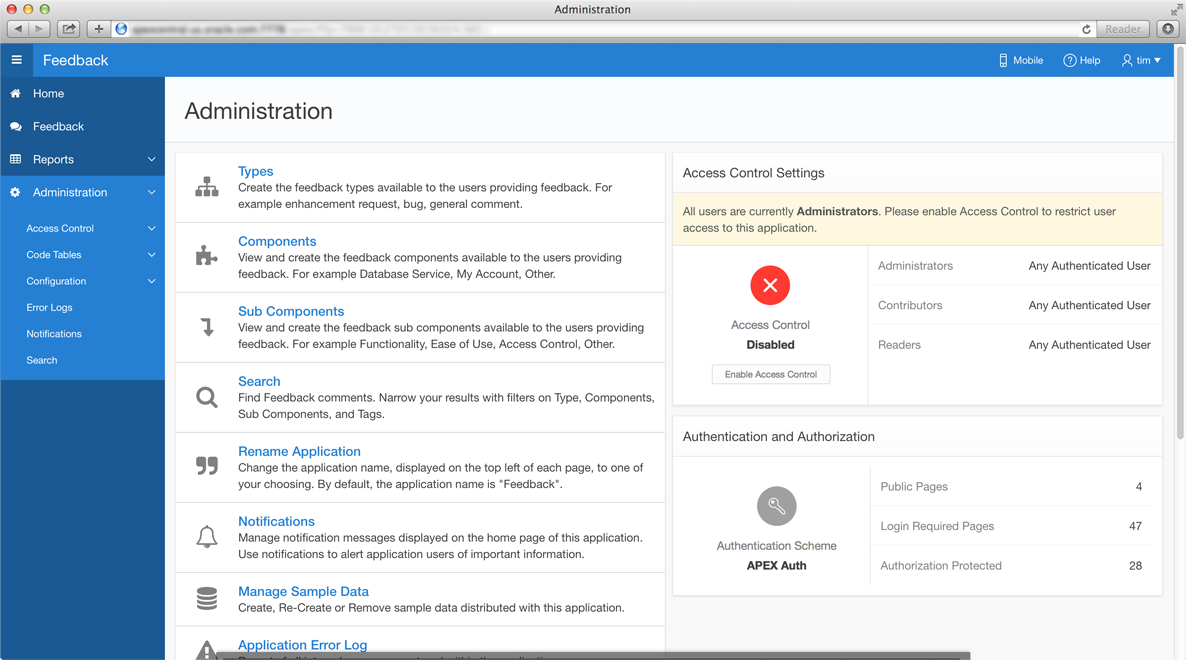 Administration
Reader
Feedback
Mobile
Help
tim
Home
Feedback
Reports
Administration
Access Control
Code Tables
Configuration
Error Logs
Notifications
Search
Administration
Types
Create the feedback types available to the users providing feedback. For
example enhancement request, bug, general comment.
Components
View and create the feedback components available to the users providing
feedback. For example Database Service, My Account, Other.
Sub Components
View and create the feedback sub components available to the users providing
feedback. For example Functionality, Ease of Use, Access Control, Other.
Search
Find Feedback comments. Narrow your results with filters on Type, Components,
Sub Components, and Tags.
Rename Application
Change the application name, displayed on the top left of each page, to one of
your choosing. By default, the application name is "Feedback".
Notifications
Manage notification messages displayed on the home page of this application.
Use notifications to alert application users of important information.
Manage Sample Data
Create, Re-Create or Remove sample data distributed with this application.
Application Error Log
Access Control Settings
All users are currently Administrators. Please enable Access Control to restrict user
access to this application.
Access Control
Disabled
Enable Access Control
Administrators Any Authenticated User
Contributors Any Authenticated User
Readers Any Authenticated User
Authentication and Authorization
Authentication Scheme
APEX Auth
Public Pages 4
Login Required Pages 47
Authorization Protected 28